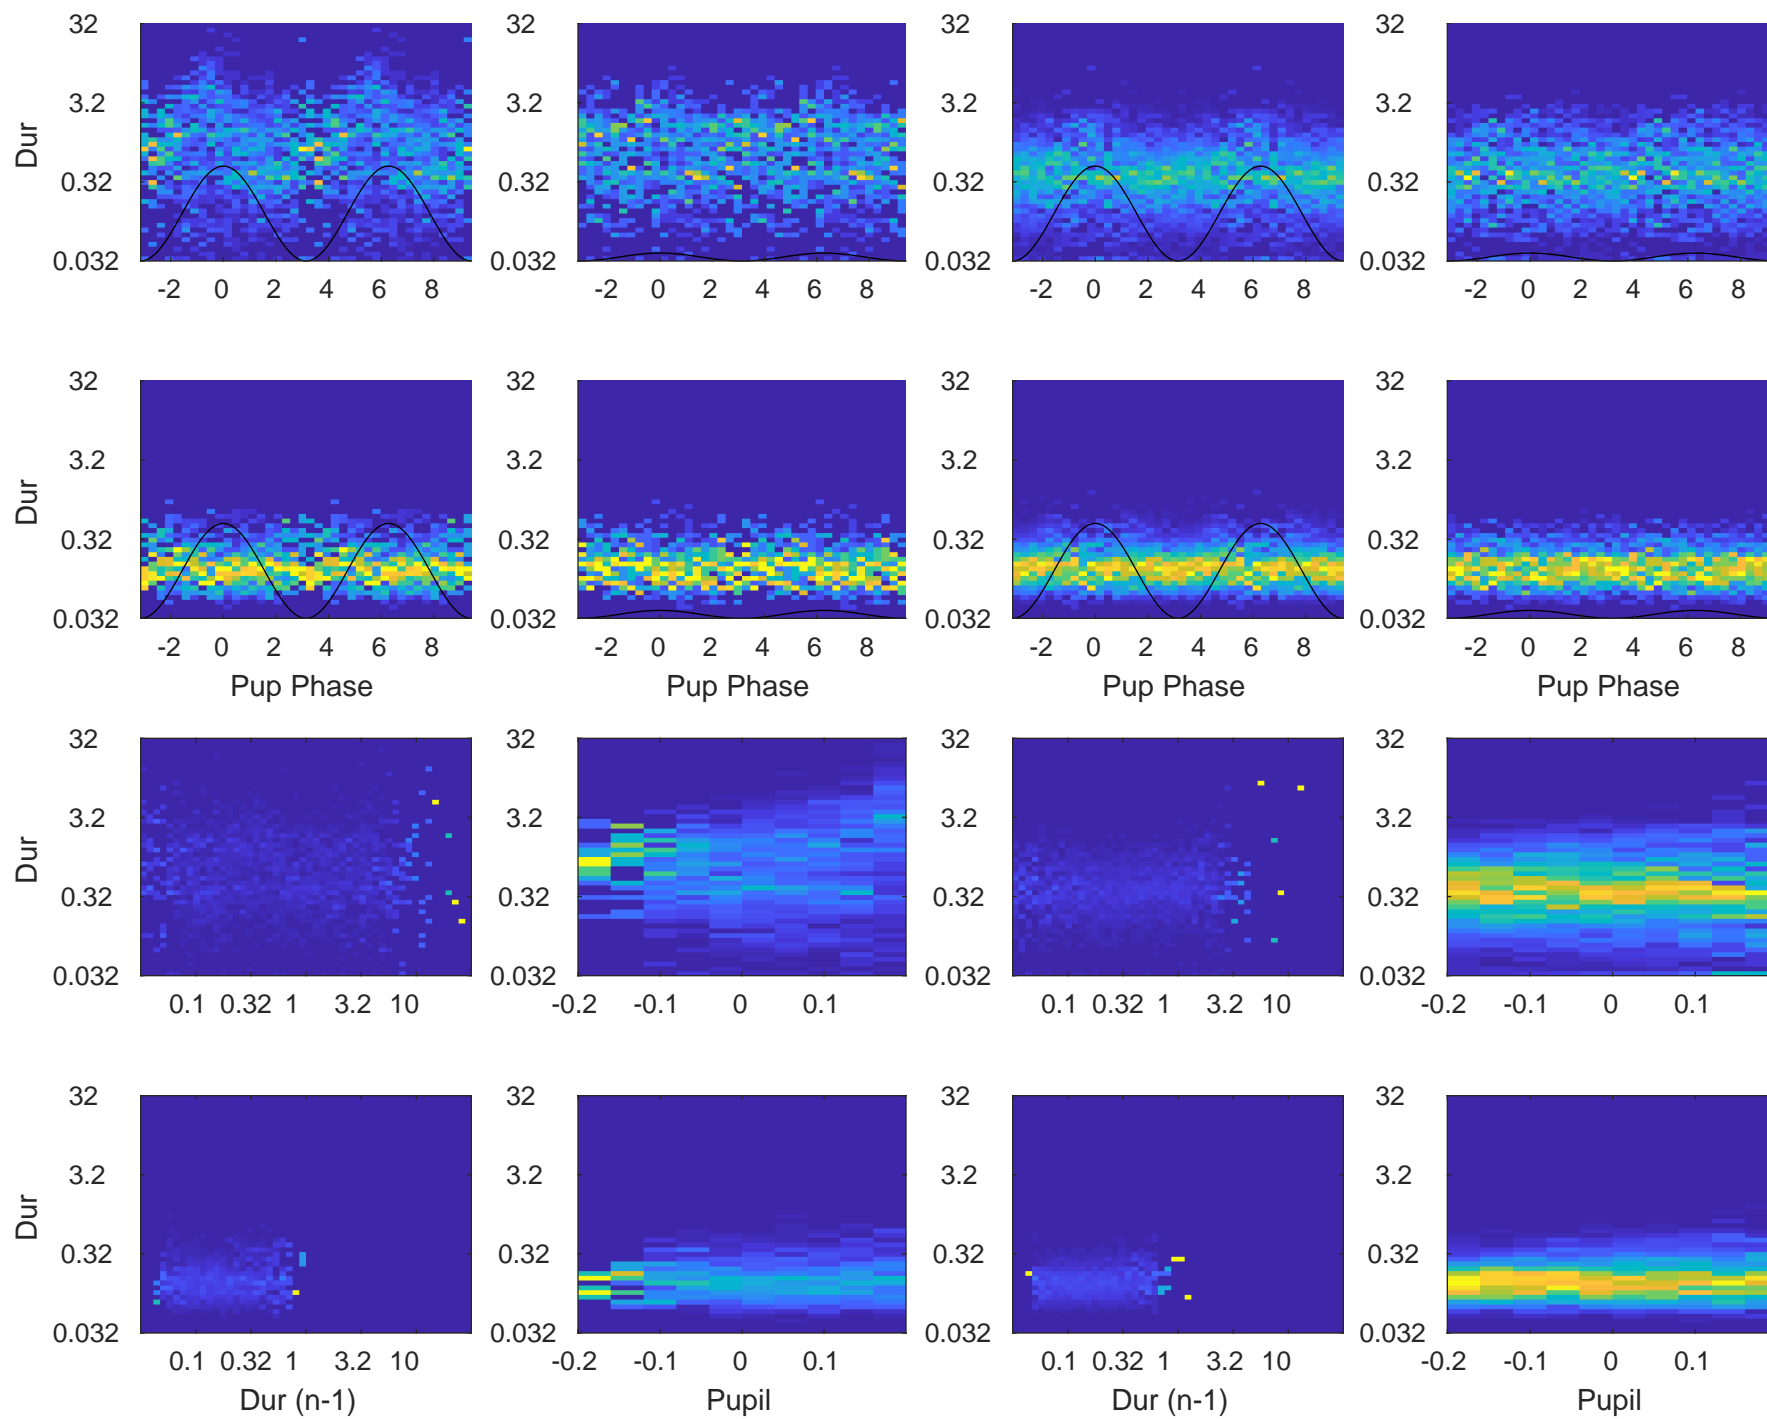 32 32 32 32
Dur 3.2 3.2 3.2 3.2
0.32 0.32 0.32 0.32
0.032 0.032 0.032 0.032
-2 0 2 4 6 8 -2 0 2 4 6 8 -2 0 2 4 6 8 -2 0 2 4 6 8
32 32 32 32
Dur 3.2 3.2 3.2 3.2
0.32 0.32 0.32 0.32
0.032 0.032 0.032 0.032
-2 0 2 4 6 8 -2 0 2 4 6 8 -2 0 2 4 6 8 -2 0 2 4 6 8
Pup Phase Pup Phase Pup Phase Pup Phase
32 32 32 32
Dur 3.2 3.2 3.2 3.2
0.32 0.32 0.32 0.32
0.032 0.032 0.032 0.032
0.1 0.32 1 3.2 10 -0.2 -0.1 0 0.1 0.1 0.32 1 3.2 10 -0.2 -0.1 0 0.1
32 32 32 32
Dur 3.2 3.2 3.2 3.2
0.32 0.32 0.32 0.32
0.032 0.032 0.032 0.032
0.1 0.32 1 3.2 10 -0.2 -0.1 0 0.1 0.1 0.32 1 3.2 10 -0.2 -0.1 0 0.1
Dur (n-1) Pupil Dur (n-1) Pupil